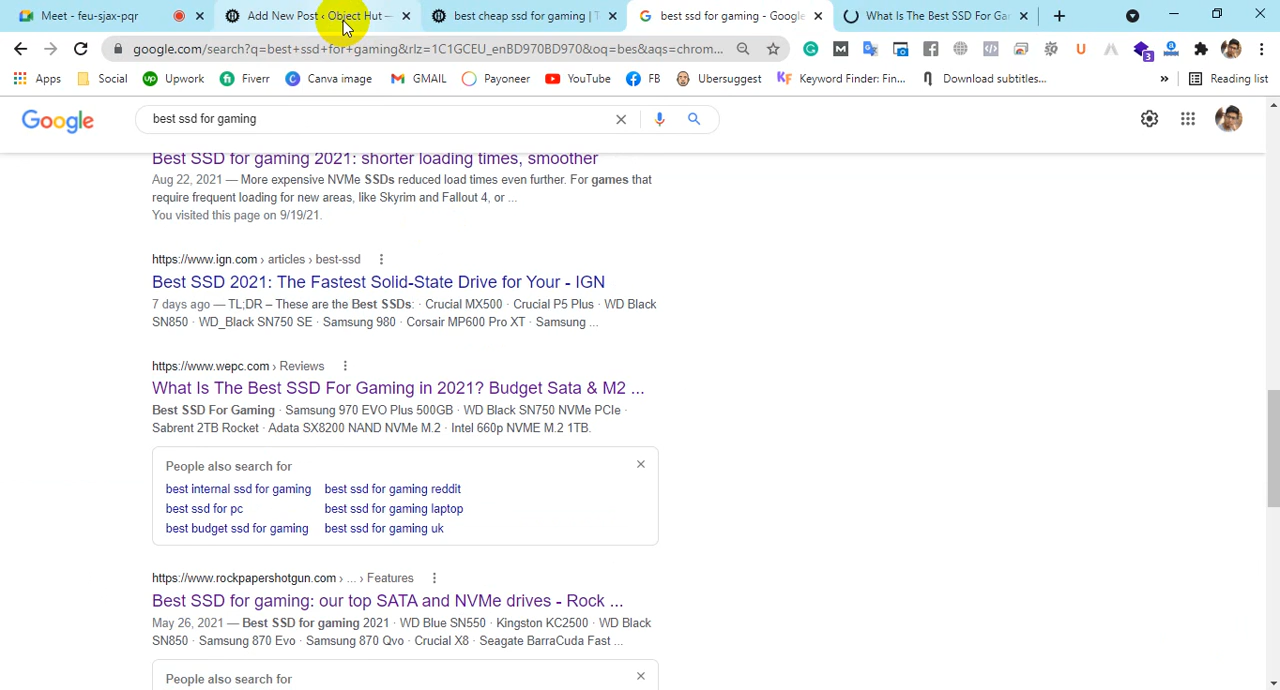 Meet - feu-sjax-pqr
Add New Post ‹ Object Hut —
best cheap ssd for gaming | T
best ssd for gaming - Google
What Is The Best SSD For Gar
google.com/search?q=best+ssd+for+gaming&rlz=1C1GCEU_enBD970BD970&oq=bes&aqs=chrom...
3
Apps
Social
Upwork
Fiverr
Canva image
GMAIL
Payoneer
YouTube
FB
Ubersuggest
Keyword Finder: Fin...
Download subtitles...
»
Reading list
Google
best ssd for gaming
Best SSD for gaming 2021: shorter loading times, smoother
Aug 22, 2021 — More expensive NVMe SSDs reduced load times even further. For games that
require frequent loading for new areas, like Skyrim and Fallout 4, or ...
You visited this page on 9/19/21.
https://www.ign.com › articles › best-ssd
Best SSD 2021: The Fastest Solid-State Drive for Your - IGN
7 days ago — TL;DR – These are the Best SSDs: · Crucial MX500 · Crucial P5 Plus · WD Black
SN850 · WD_Black SN750 SE · Samsung 980 · Corsair MP600 Pro XT · Samsung ...
https://www.wepc.com › Reviews
What Is The Best SSD For Gaming in 2021? Budget Sata & M2 ...
Best SSD For Gaming · Samsung 970 EVO Plus 500GB · WD Black SN750 NVMe PCIe ·
Sabrent 2TB Rocket · Adata SX8200 NAND NVMe M.2 · Intel 660p NVME M.2 1TB.
People also search for
best internal ssd for gaming
best ssd for gaming reddit
best ssd for pc
best ssd for gaming laptop
best budget ssd for gaming
best ssd for gaming uk
https://www.rockpapershotgun.com › ... › Features
Best SSD for gaming: our top SATA and NVMe drives - Rock ...
May 26, 2021 — Best SSD for gaming 2021 · WD Blue SN550 · Kingston KC2500 · WD Black
SN850 · Samsung 870 Evo · Samsung 870 Qvo · Crucial X8 · Seagate BarraCuda Fast ...
People also search for